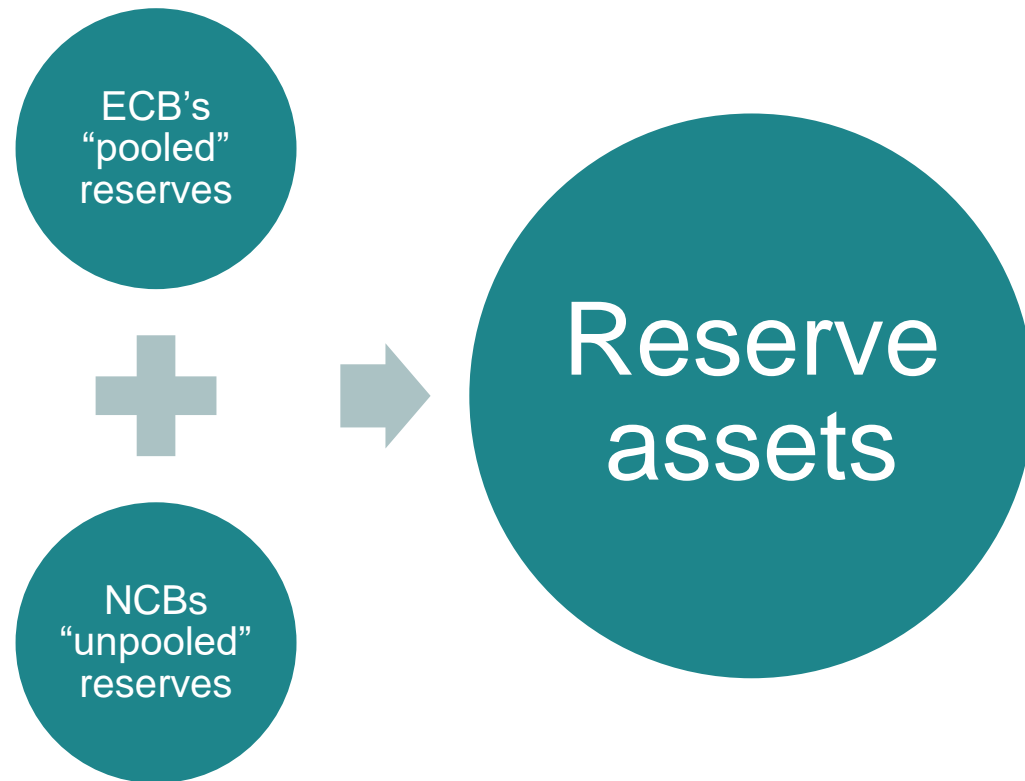 ECB’s
“pooled”
reserves
NCBs
“unpooled”
reserves
Reserve
assets